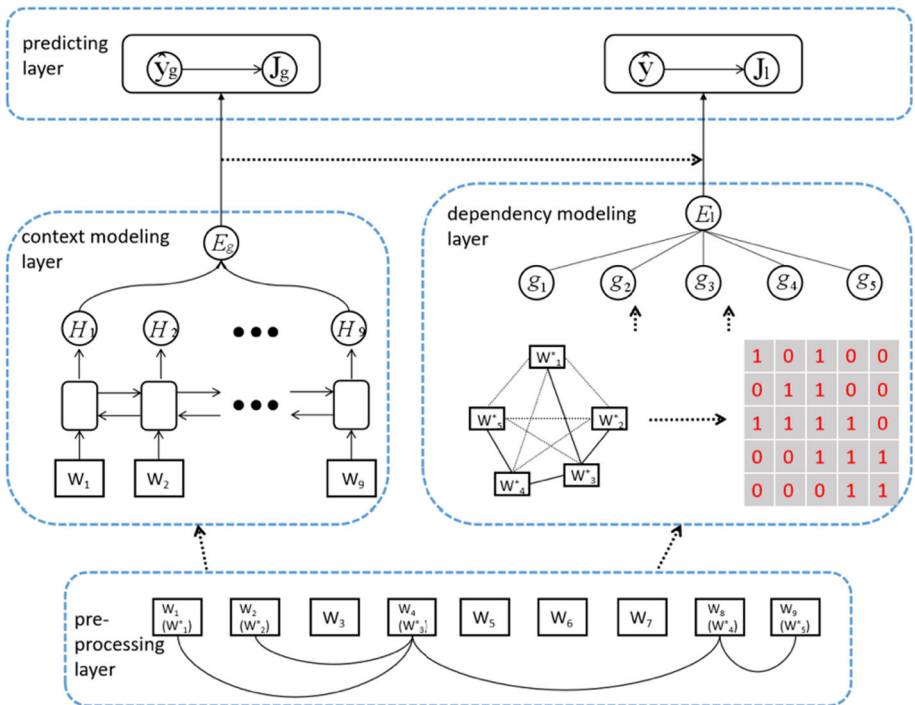 predicting
layer
ŷg
Jg
ŷ
Jl
context modeling
layer
Eg
H1
H2
•••
H9
•••
W1
W2
W9
dependency modeling
layer
El
g1
g2
g3
g4
g5
W*1
W*5
W*2
W*4
W*3
1 0 1 0 0
0 1 1 0 0
1 1 1 1 0
0 0 1 1 1
0 0 0 1 1
pre-
processing
layer
W1
(W*1)
W2
(W*2)
W3
W4
(W*3)
W5
W6
W7
W8
(W*4)
W9
(W*5)